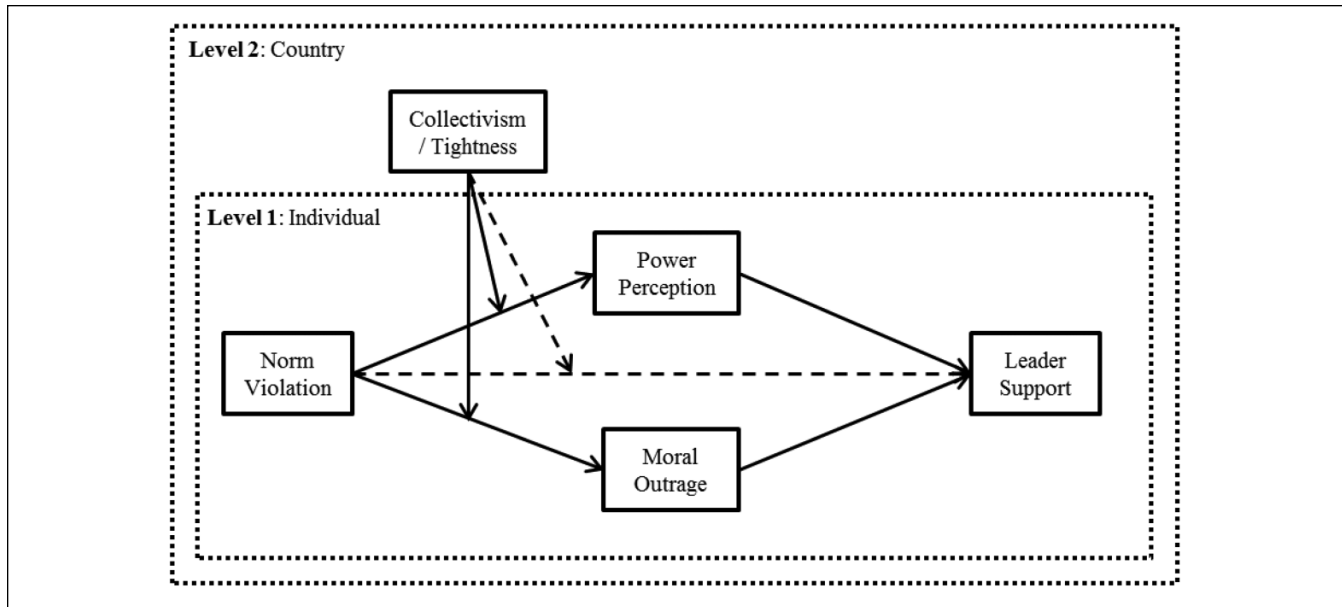 Level 2: Country
Collectivism
/ Tightness
Level 1: Individual
Power
Perception
Norm
Violation
Leader
Support
Moral
Outrage